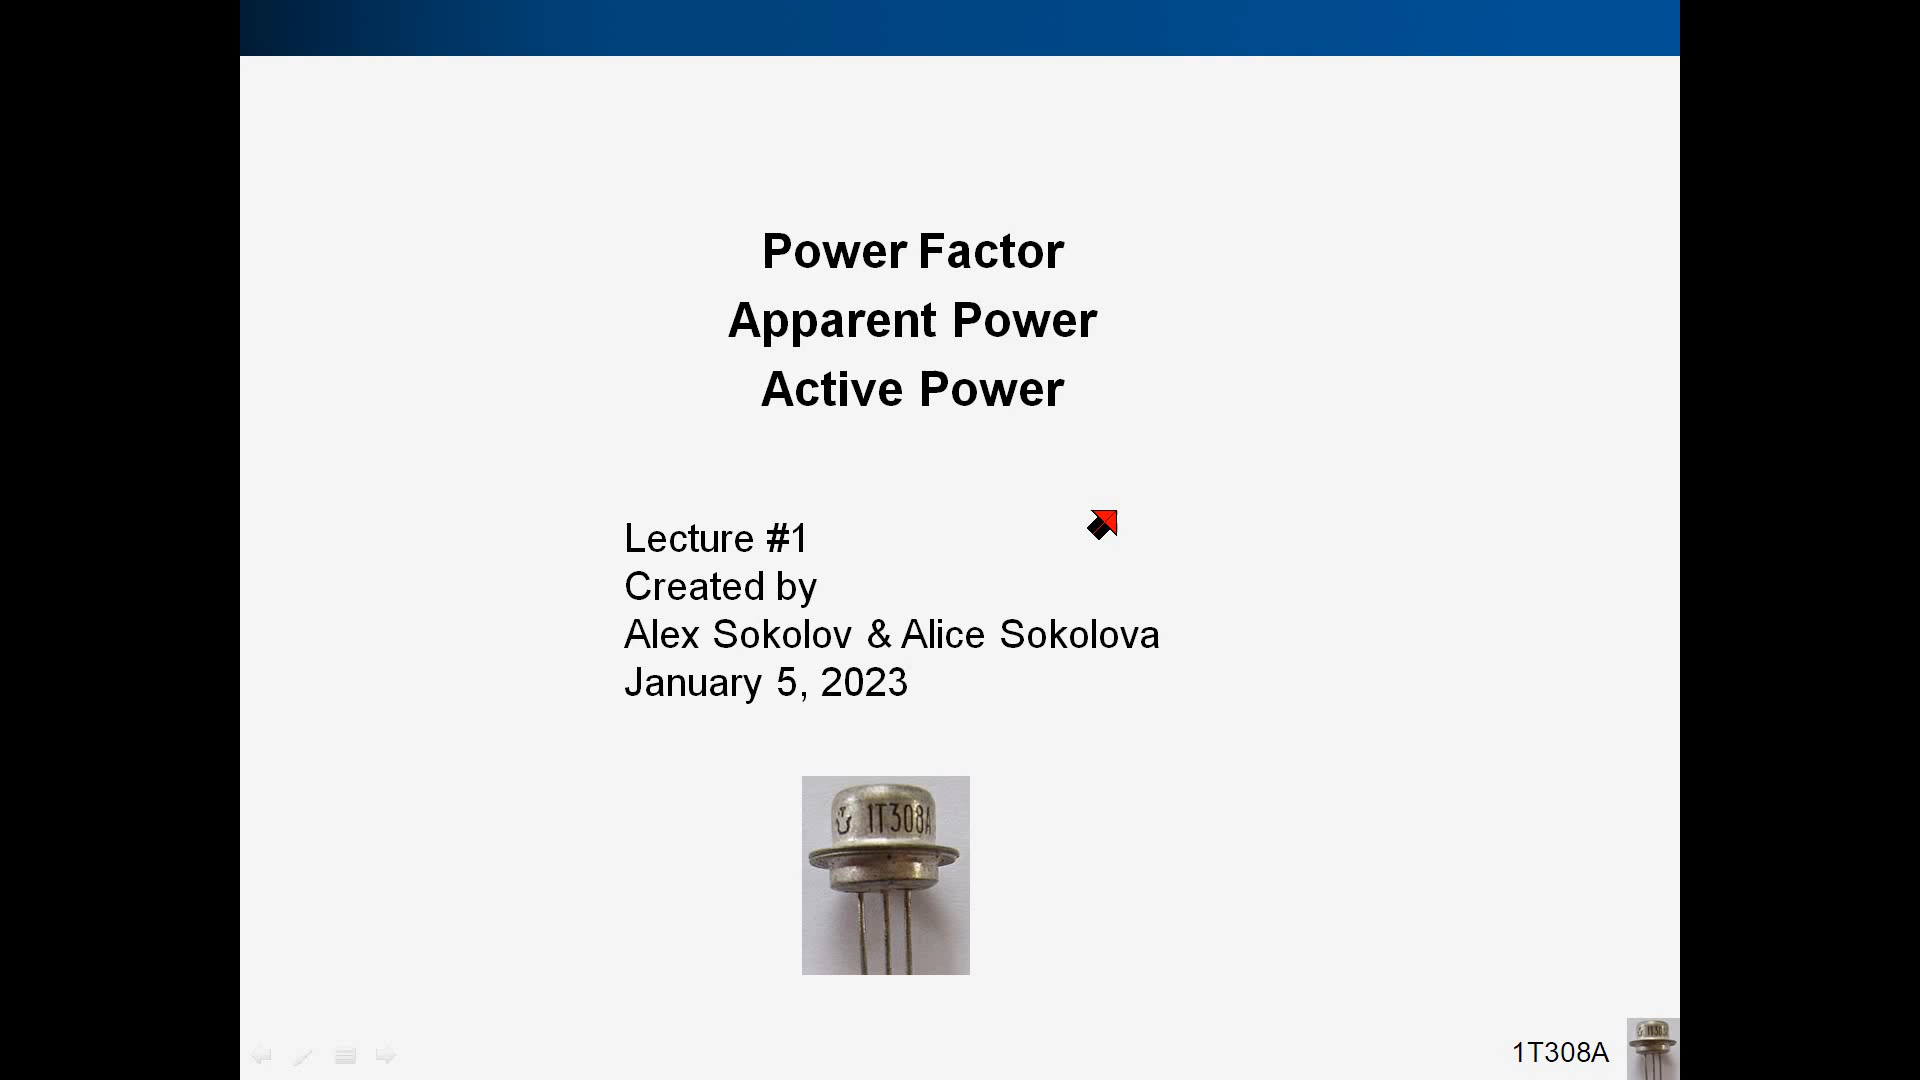 Power Factor
Apparent Power
Active Power
Lecture #1
Created by
Alex Sokolov & Alice Sokolova
January 5, 2023
1T308A
1T308A